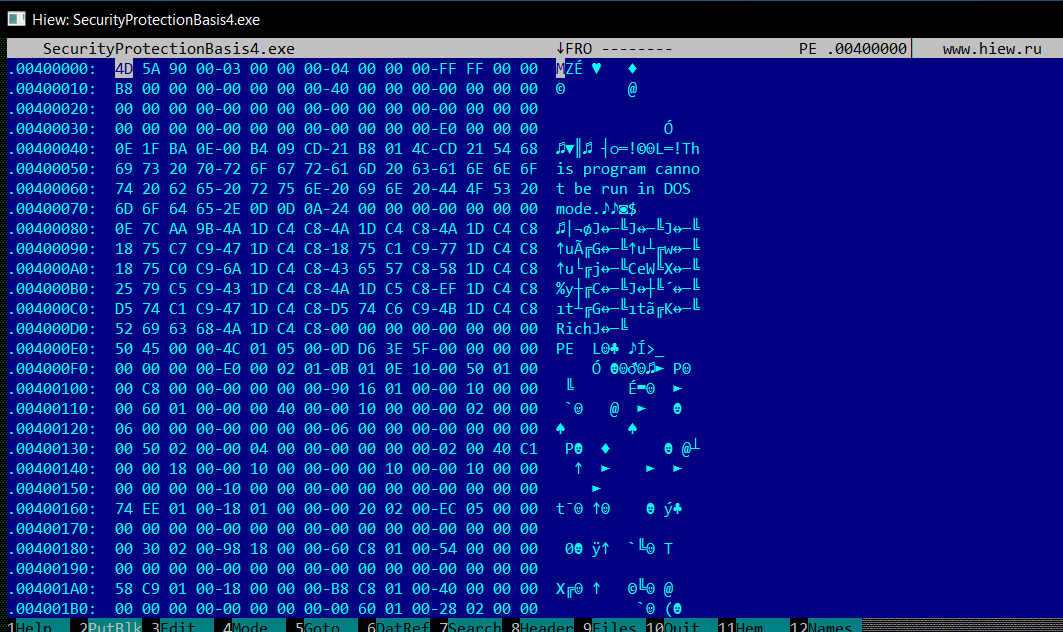 Hiew: SecurityProtectionBasis4.exe
SecurityProtectionBasis4.exe ↓FRO -------- PE .00400000│ www.hiew.ru
.00400000: 4D 5A 90 00-03 00 00 00-04 00 00 00-FF FF 00 00 MZÉ ♥ ♦
.00400010: B8 00 00 00-00 00 00 00-40 00 00 00-00 00 00 00 © @
.00400020: 00 00 00 00-00 00 00 00-00 00 00 00-00 00 00 00
.00400030: 00 00 00 00-00 00 00 00-00 00 00 00-E0 00 00 00 Ó
.00400040: 0E 1F BA 0E-00 B4 09 CD-21 B8 01 4C-CD 21 54 68 ♫▼║♫ ┤○═!©☺L═!Th
.00400050: 69 73 20 70-72 6F 67 72-61 6D 20 63-61 6E 6E 6F is program canno
.00400060: 74 20 62 65-20 72 75 6E-20 69 6E 20-44 4F 53 20 t be run in DOS
.00400070: 6D 6F 64 65-2E 0D 0D 0A-24 00 00 00-00 00 00 00 mode.♪♪◙$
.00400080: 0E 7C AA 9B-4A 1D C4 C8-4A 1D C4 C8-4A 1D C4 C8 ♫|¬øJ↔─╚J↔─╚J↔─╚
.00400090: 18 75 C7 C9-47 1D C4 C8-18 75 C1 C9-77 1D C4 C8 ↑uÃ╔G↔─╚↑u┴╔w↔─╚
.004000A0: 18 75 C0 C9-6A 1D C4 C8-43 65 57 C8-58 1D C4 C8 ↑u└╔j↔─╚CeW╚X↔─╚
.004000B0: 25 79 C5 C9-43 1D C4 C8-4A 1D C5 C8-EF 1D C4 C8 %y┼╔C↔─╚J↔┼╚´↔─╚
.004000C0: D5 74 C1 C9-47 1D C4 C8-D5 74 C6 C9-4B 1D C4 C8 ıt┴╔G↔─╚ıtã╔K↔─╚
.004000D0: 52 69 63 68-4A 1D C4 C8-00 00 00 00-00 00 00 00 RichJ↔─╚
.004000E0: 50 45 00 00-4C 01 05 00-0D D6 3E 5F-00 00 00 00 PE L☺♣ ♪Í>_
.004000F0: 00 00 00 00-E0 00 02 01-0B 01 0E 10-00 50 01 00 Ó ☻☺♂☺♫► P☺
.00400100: 00 C8 00 00-00 00 00 00-90 16 01 00-00 10 00 00 ╚ É▬☺ ►
.00400110: 00 60 01 00-00 00 40 00-00 10 00 00-00 02 00 00 `☺ @ ► ☻
.00400120: 06 00 00 00-00 00 00 00-06 00 00 00-00 00 00 00 ♠ ♠
.00400130: 00 50 02 00-00 04 00 00-00 00 00 00-02 00 40 C1 P☻ ♦ ☻ @┴
.00400140: 00 00 18 00-00 10 00 00-00 00 10 00-00 10 00 00 ↑ ► ► ►
.00400150: 00 00 00 00-10 00 00 00-00 00 00 00-00 00 00 00 ►
.00400160: 74 EE 01 00-18 01 00 00-00 20 02 00-EC 05 00 00 t¯☺ ↑☺ ☻ ý♣
.00400170: 00 00 00 00-00 00 00 00-00 00 00 00-00 00 00 00
.00400180: 00 30 02 00-98 18 00 00-60 C8 01 00-54 00 00 00 0☻ ÿ↑ `╚☺ T
.00400190: 00 00 00 00-00 00 00 00-00 00 00 00-00 00 00 00
.004001A0: 58 C9 01 00-18 00 00 00-B8 C8 01 00-40 00 00 00 X╔☺ ↑ ©╚☺ @
.004001B0: 00 00 00 00-00 00 00 00-00 60 01 00-28 02 00 00 `☺ (☻
1Help 2PutBlk 3Edit 4Mode 5Goto 6DatRef 7Search 8Header 9Files 10Quit 11Hem 12Names